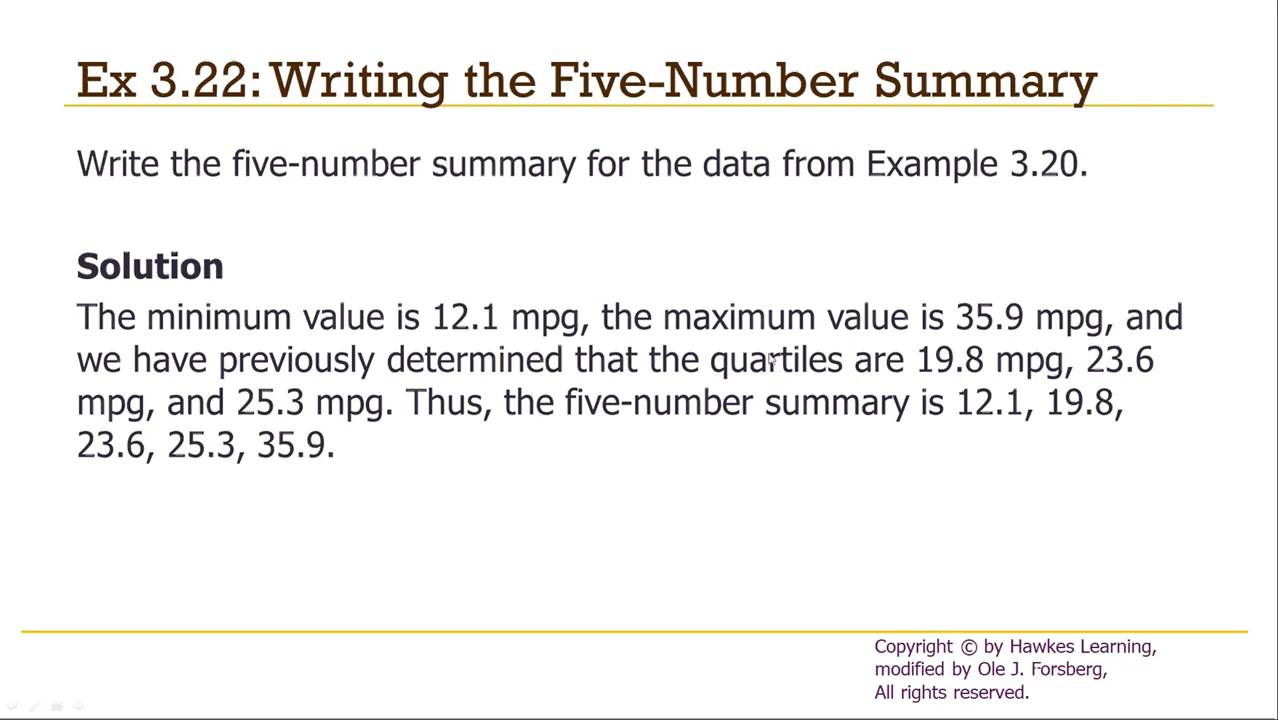 Ex 3.22: Writing the Five-Number Summary
Write the five-number summary for the data from Example 3.20.
Solution
The minimum value is 12.1 mpg, the maximum value is 35.9 mpg, and
we have previously determined that the quartiles are 19.8 mpg, 23.6
mpg, and 25.3 mpg. Thus, the five-number summary is 12.1, 19.8,
23.6, 25.3, 35.9.
Copyright © by Hawkes Learning,
modified by Ole J. Forsberg,
All rights reserved.